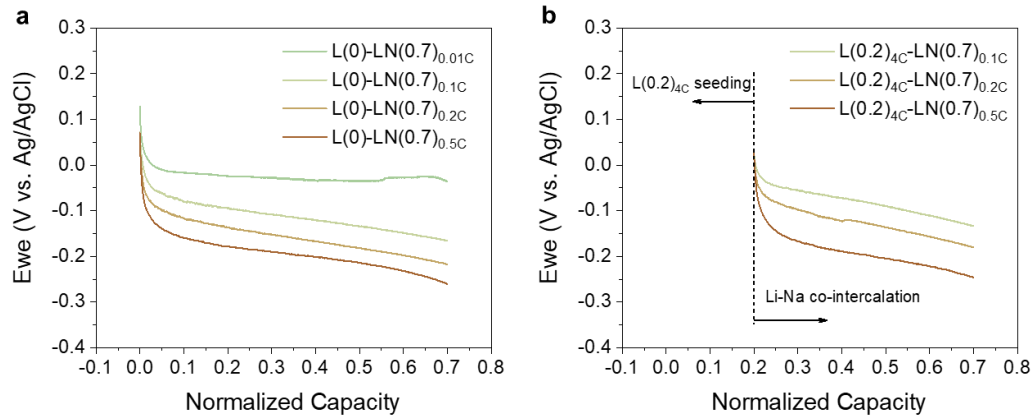 a
0.3
0.2
0.1
0.0
-0.1
-0.2
-0.3
-0.4
Ewe (V vs. Ag/AgCl)
L(0)-LN(0.7)0.01C
L(0)-LN(0.7)0.1C
L(0)-LN(0.7)0.2C
L(0)-LN(0.7)0.5C
-0.1 0.0 0.1 0.2 0.3 0.4 0.5 0.6 0.7 0.8
Normalized Capacity
b
0.3
0.2
0.1
0.0
-0.1
-0.2
-0.3
-0.4
Ewe (V vs. Ag/AgCl)
L(0.2)4C-LN(0.7)0.1C
L(0.2)4C-LN(0.7)0.2C
L(0.2)4C-LN(0.7)0.5C
L(0.2)4C seeding
Li-Na co-intercalation
-0.1 0.0 0.1 0.2 0.3 0.4 0.5 0.6 0.7 0.8
Normalized Capacity